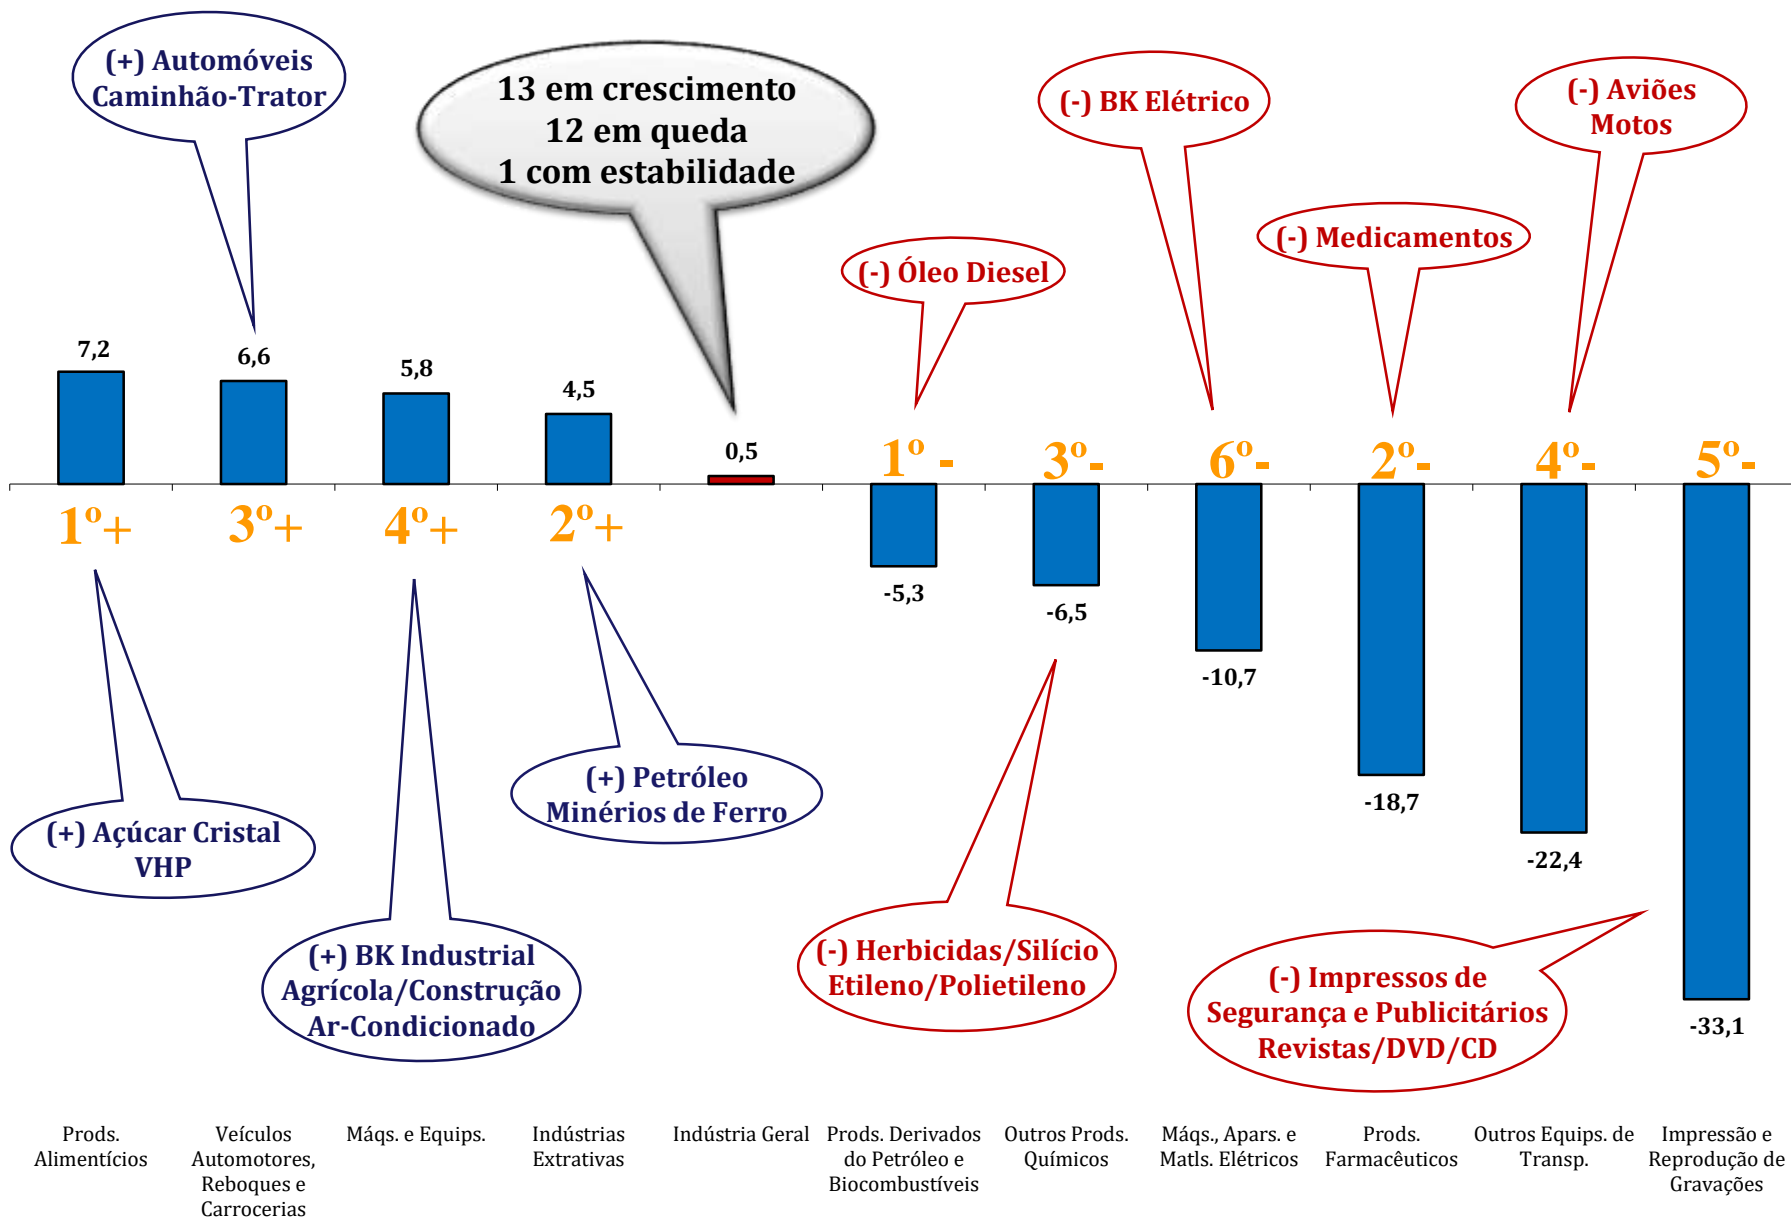 (+) Automóveis
Caminhão-Trator
13 em crescimento
12 em queda
1 com estabilidade
(-) BK Elétrico
(-) Aviões
Motos
(-) Medicamentos
(-) Óleo Diesel
7,2
6,6
5,8
4,5
0,5
1º -
3º-
6º-
2º-
4º-
5º-
1º+
3º+
4º+
2º+
-5,3
-6,5
-10,7
-18,7
-22,4
-33,1
(+) Petróleo
Minérios de Ferro
(+) Açúcar Cristal
VHP
(+) BK Industrial
Agrícola/Construção
Ar-Condicionado
(-) Herbicidas/Silício
Etileno/Polietileno
(-) Impressos de
Segurança e Publicitários
Revistas/DVD/CD
Prods.
Alimentícios
Veículos
Automotores,
Reboques e
Carrocerias
Máqs. e Equips.
Indústrias
Extrativas
Indústria Geral
Prods. Derivados
do Petróleo e
Biocombustíveis
Outros Prods.
Químicos
Máqs., Apars. e
Matls. Elétricos
Prods.
Farmacêuticos
Outros Equips. de
Transp.
Impressão e
Reprodução de
Gravações